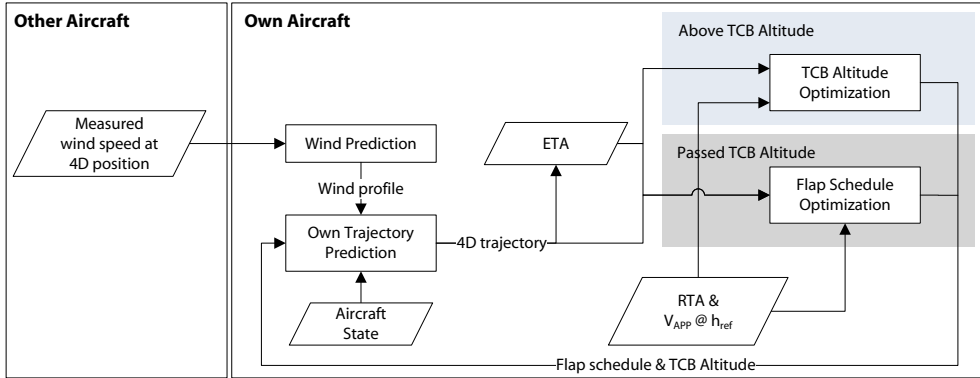 Other Aircraft
Measured
wind speed at
4D position
Own Aircraft
Wind Prediction
Wind profile
Own Trajectory
Prediction
Aircraft
State
4D trajectory
ETA
Above TCB Altitude
TCB Altitude
Optimization
Passed TCB Altitude
Flap Schedule
Optimization
RTA &
V_APP @ h_ref
Flap schedule & TCB Altitude